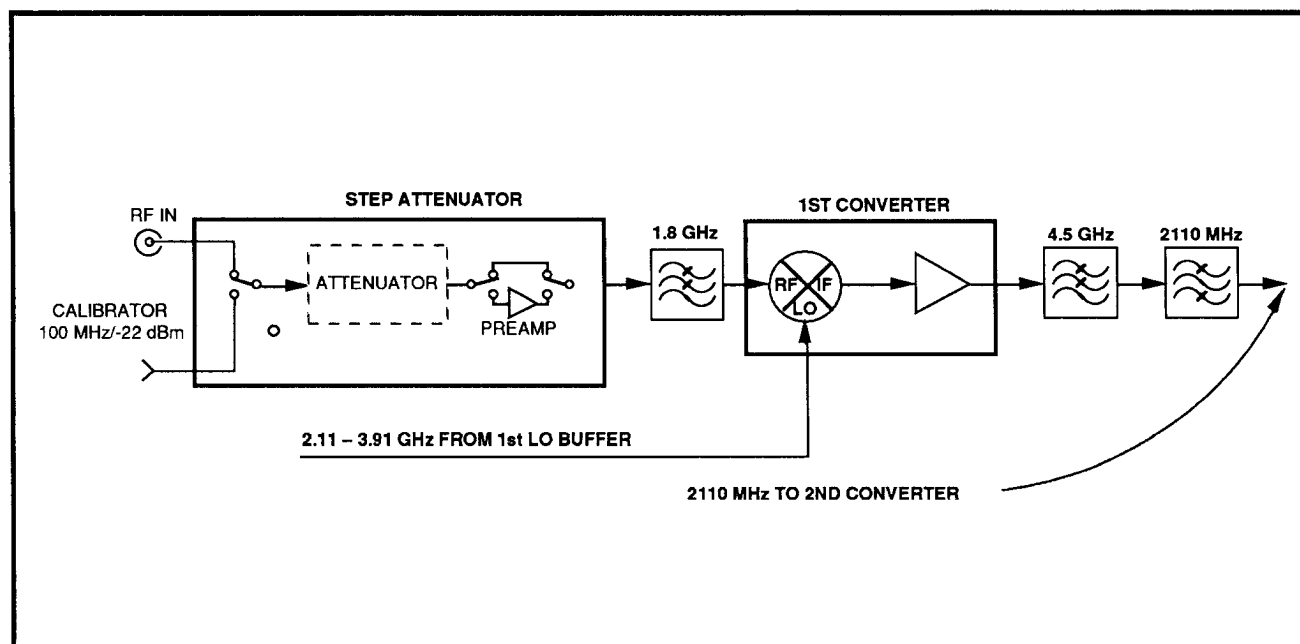 STEP ATTENUATOR
1ST CONVERTER
RF IN
1.8 GHz
4.5 GHz
2110 MHz
ATTENUATOR
RF
IF
LO
CALIBRATOR
100 MHz/-22 dBm
PREAMP
2.11 – 3.91 GHz FROM 1st LO BUFFER
2110 MHz TO 2ND CONVERTER